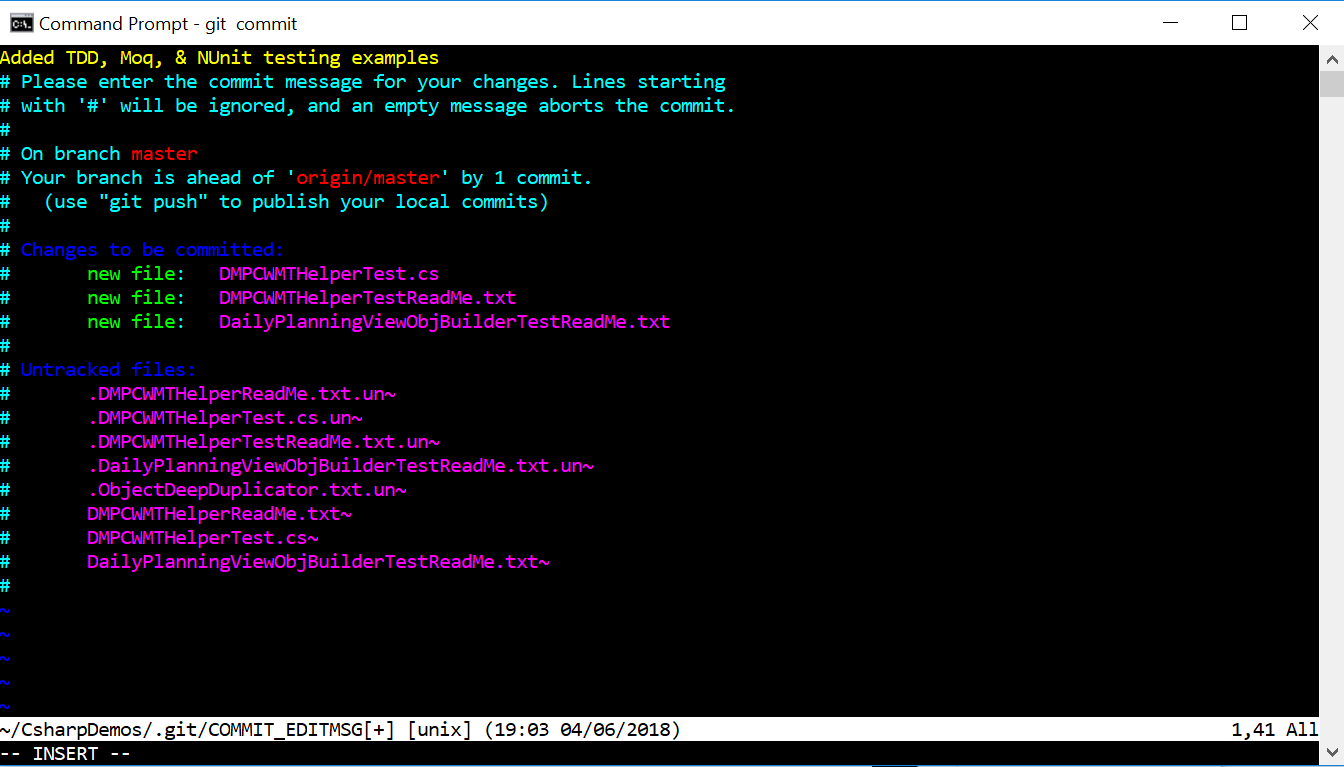 Command Prompt - git  commit
Added TDD, Moq, & NUnit testing examples
# Please enter the commit message for your changes. Lines starting
# with '#' will be ignored, and an empty message aborts the commit.
#
# On branch master
# Your branch is ahead of 'origin/master' by 1 commit.
#   (use "git push" to publish your local commits)
#
# Changes to be committed:
#       new file:   DMPCWMTHelperTest.cs
#       new file:   DMPCWMTHelperTestReadMe.txt
#       new file:   DailyPlanningViewObjBuilderTestReadMe.txt
#
# Untracked files:
#       .DMPCWMTHelperReadMe.txt.un~
#       .DMPCWMTHelperTest.cs.un~
#       .DMPCWMTHelperTestReadMe.txt.un~
#       .DailyPlanningViewObjBuilderTestReadMe.txt.un~
#       .ObjectDeepDuplicator.txt.un~
#       DMPCWMTHelperReadMe.txt~
#       DMPCWMTHelperTest.cs~
#       DailyPlanningViewObjBuilderTestReadMe.txt~
#
~
~
~
~
~
~/CsharpDemos/.git/COMMIT_EDITMSG[+] [unix] (19:03 04/06/2018) 1,41 All
-- INSERT --